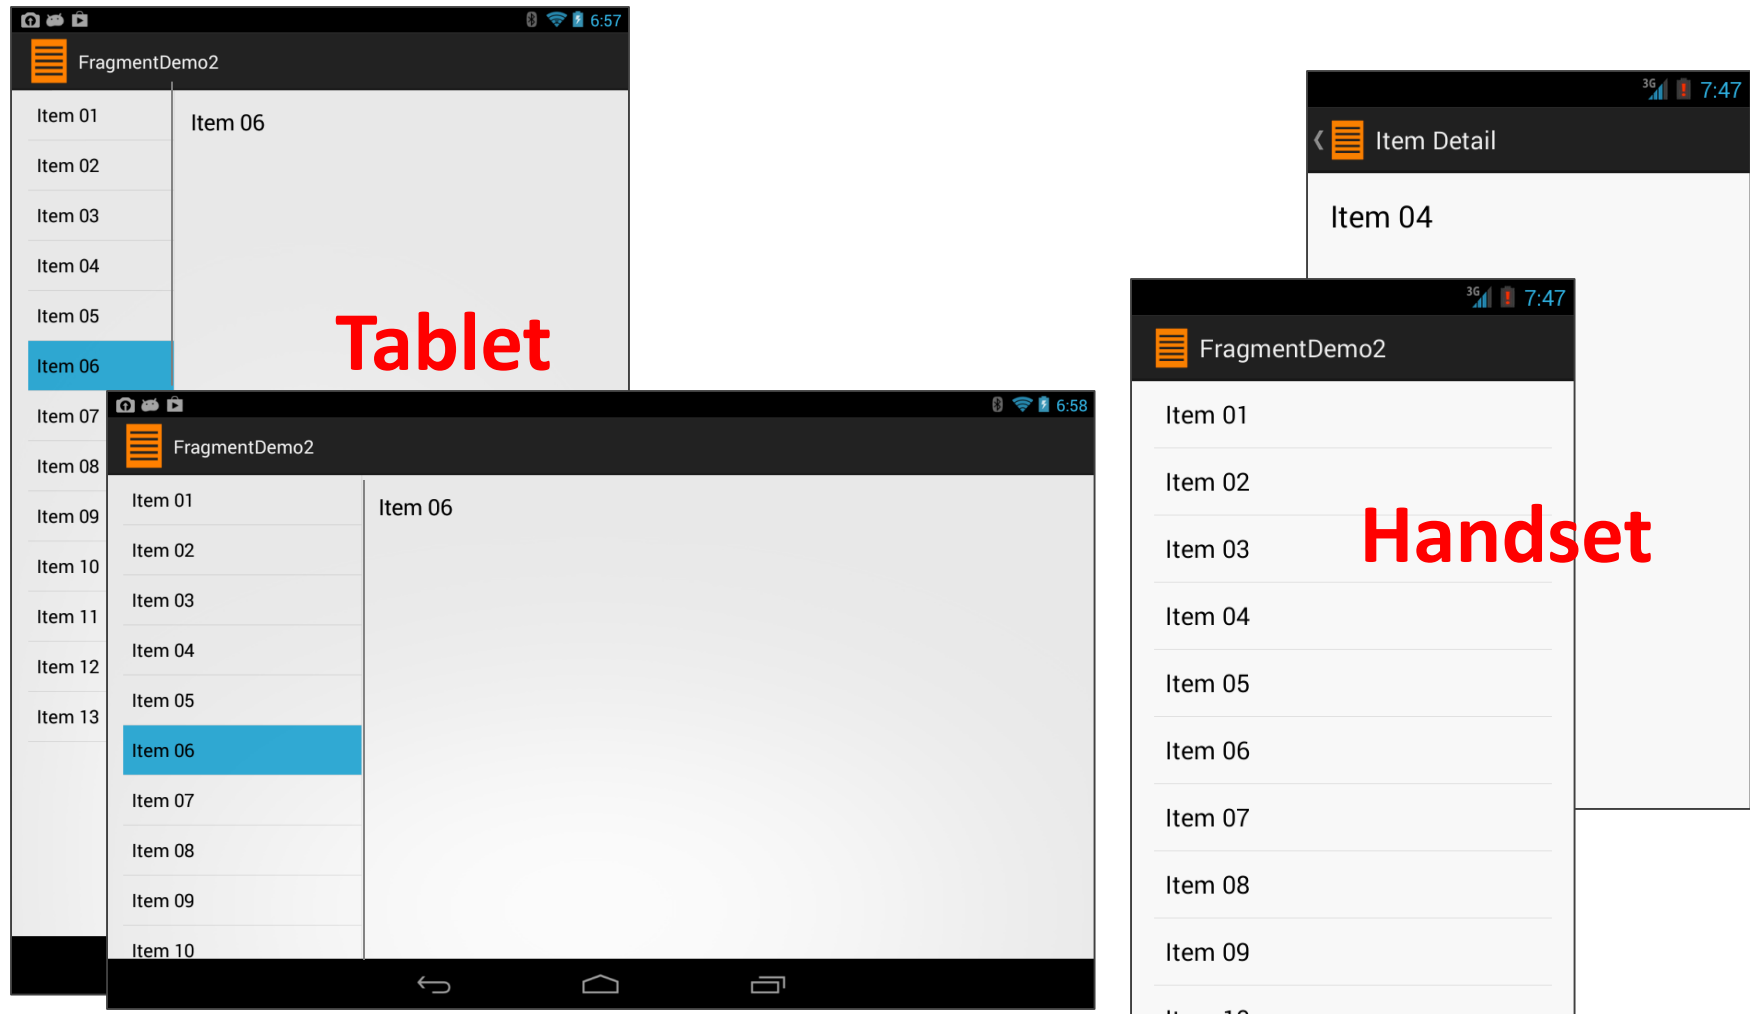 6:57
FragmentDemo2
Item 01
Item 02
Item 03
Item 04
Item 05
Item 06
Item 07
Item 08
Item 09
Item 10
Item 11
Item 12
Item 13
Item 06
Tablet
6:58
FragmentDemo2
Item 01
Item 02
Item 03
Item 04
Item 05
Item 06
Item 07
Item 08
Item 09
Item 10
Item 06
3G 7:47
Item Detail
Item 04
3G 7:47
FragmentDemo2
Item 01
Item 02
Item 03
Item 04
Item 05
Item 06
Item 07
Item 08
Item 09
Handset